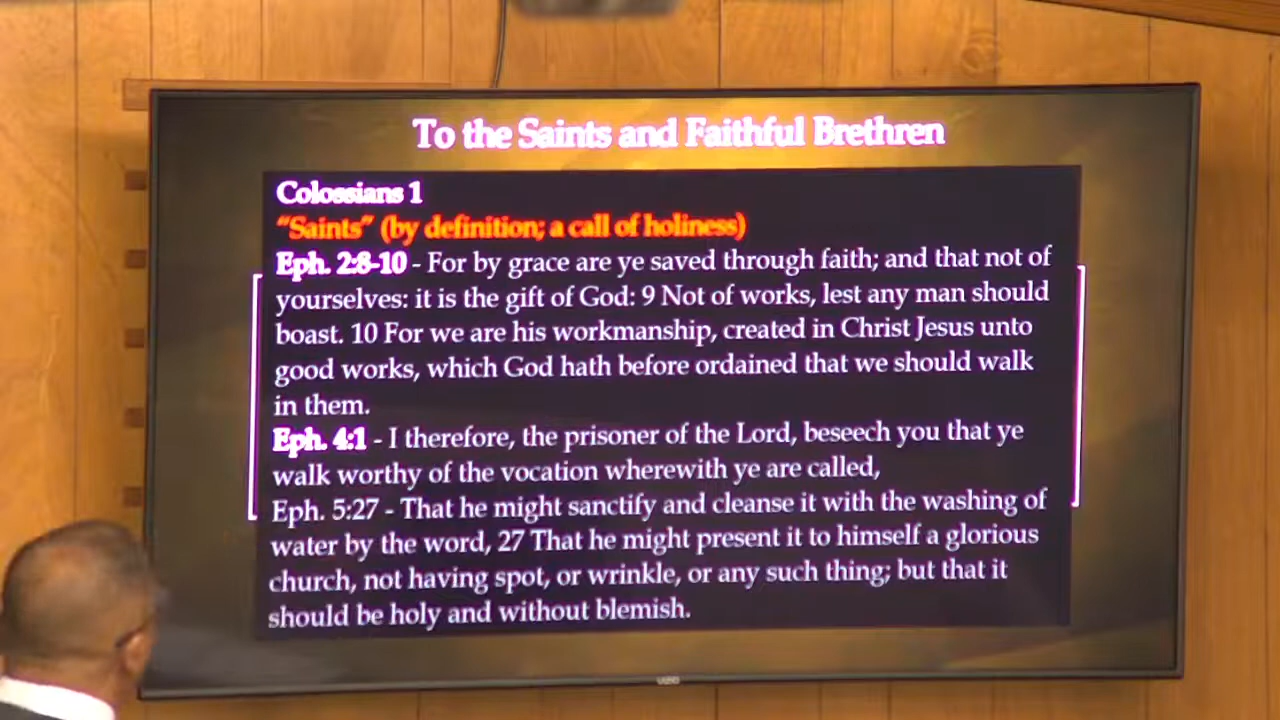 To the Saints and Faithful Brethren
Colossians 1
“Saints” (by definition; a call of holiness)
Eph. 2:8-10 - For by grace are ye saved through faith; and that not of
yourselves: it is the gift of God: 9 Not of works, lest any man should
boast. 10 For we are his workmanship, created in Christ Jesus unto
good works, which God hath before ordained that we should walk
in them.
Eph. 4:1 - I therefore, the prisoner of the Lord, beseech you that ye
walk worthy of the vocation wherewith ye are called,
Eph. 5:27 - That he might sanctify and cleanse it with the washing of
water by the word, 27 That he might present it to himself a glorious
church, not having spot, or wrinkle, or any such thing; but that it
should be holy and without blemish.
VIZIO